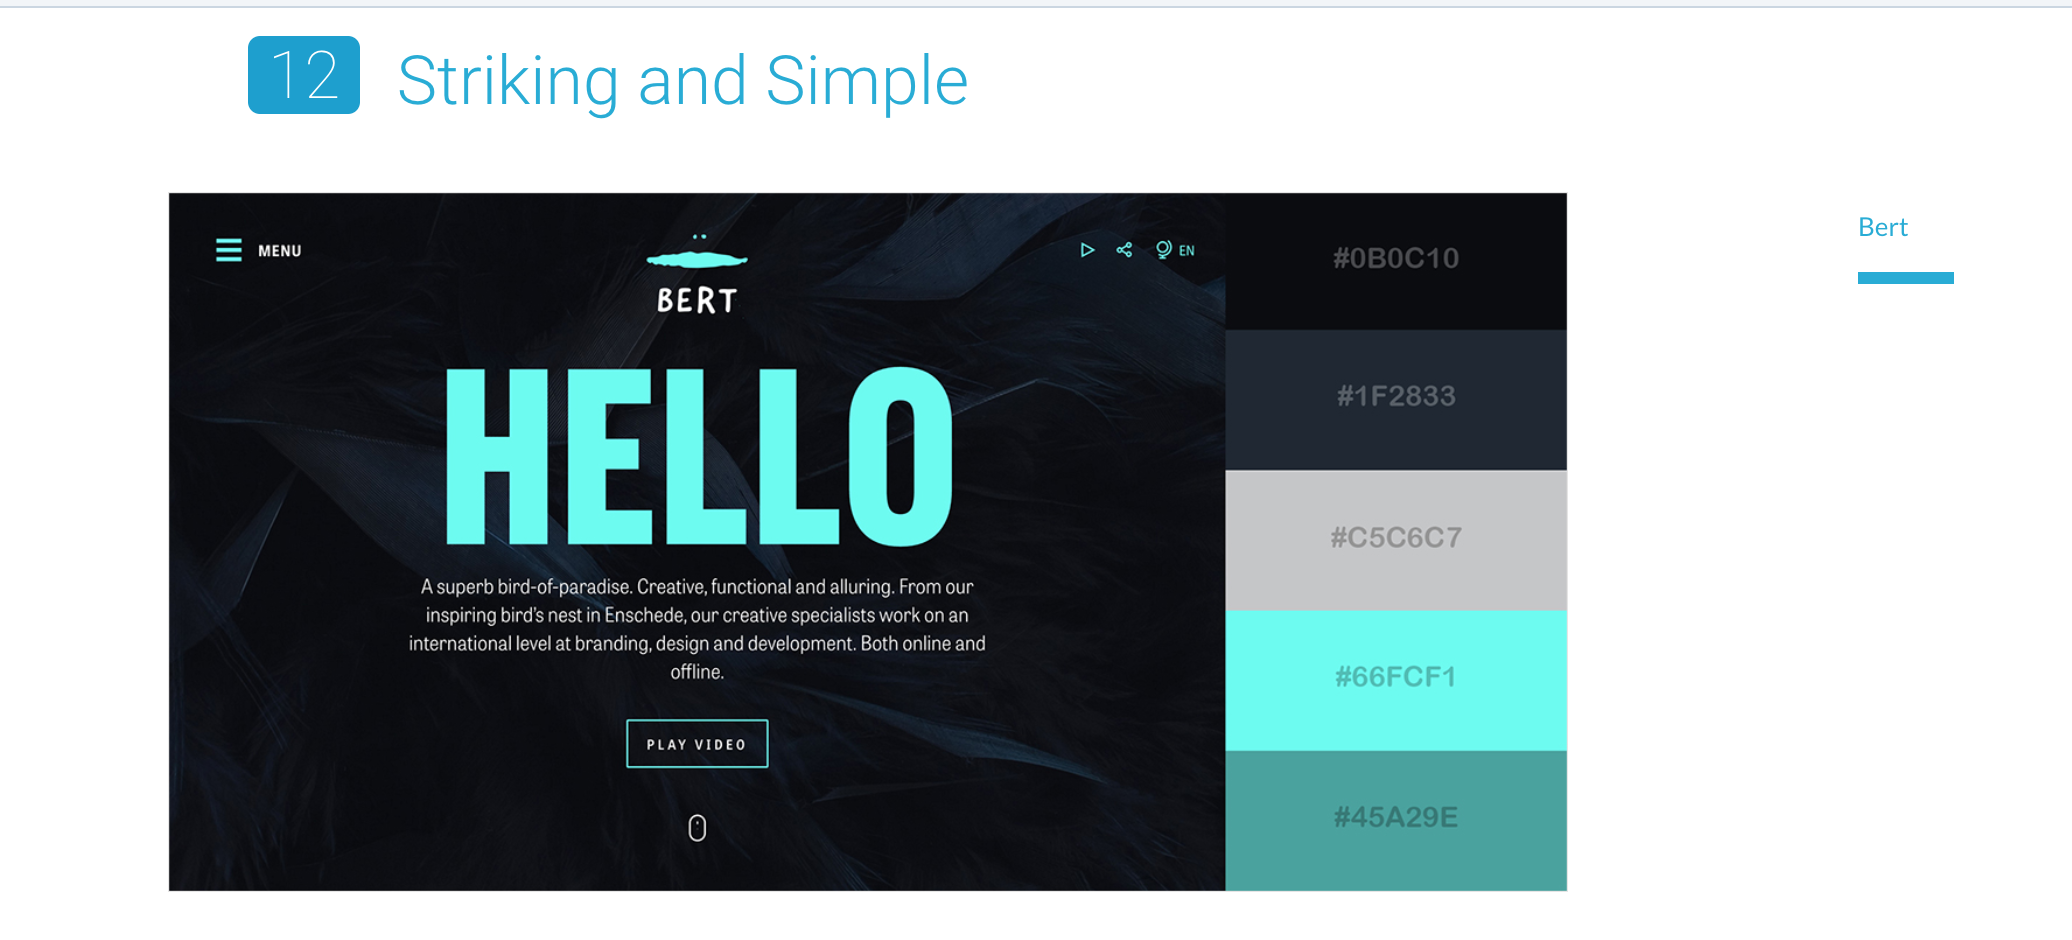 12 Striking and Simple
MENU
BERT
EN
HELLO
A superb bird-of-paradise. Creative, functional and alluring. From our
inspiring bird's nest in Enschede, our creative specialists work on an
international level at branding, design and development. Both online and
offline.
PLAY VIDEO
#0B0C10
#1F2833
#C5C6C7
#66FCF1
#45A29E
Bert